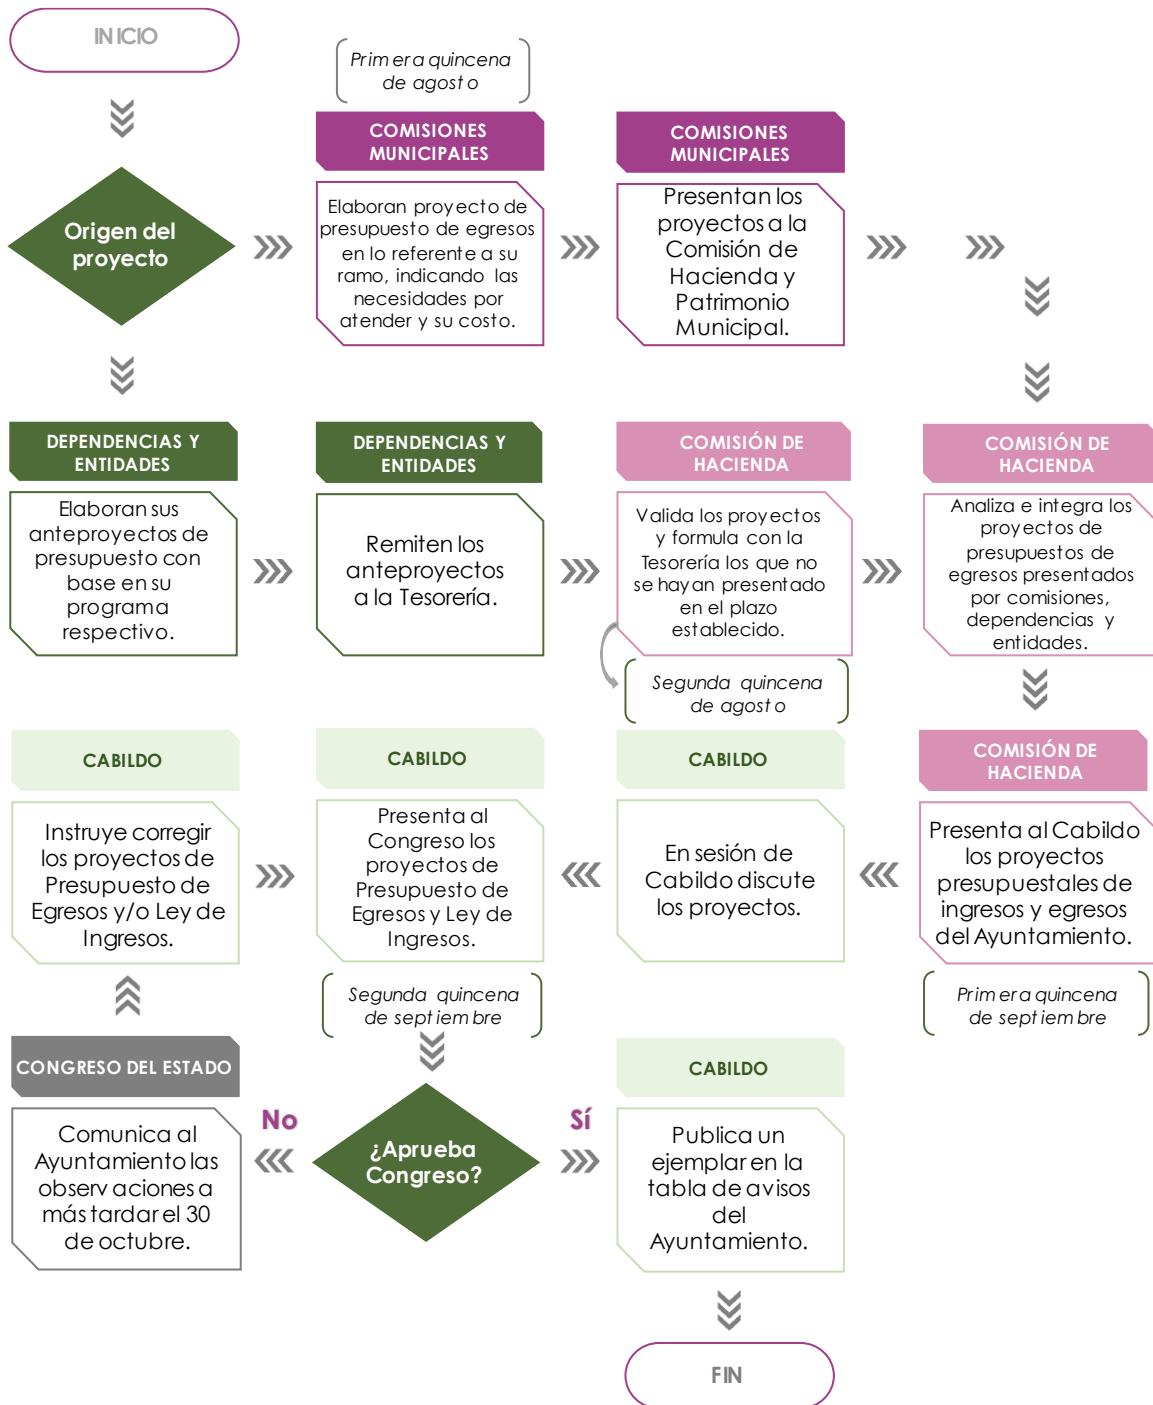 INICIO
Primera quincena
de agosto
COMISIONES
MUNICIPALES
Elaboran proyecto de
presupuesto de egresos
en lo referente a su
ramo, indicando las
necesidades por
atender y su costo.
COMISIONES
MUNICIPALES
Presentan los
proyectos a la
Comisión de
Hacienda y
Patrimonio
Municipal.
Origen del
proyecto
DEPENDENCIAS Y
ENTIDADES
Elaboran sus
anteproyectos de
presupuesto con
base en su
programa
respectivo.
DEPENDENCIAS Y
ENTIDADES
Remiten los
anteproyectos
a la Tesorería.
COMISIÓN DE
HACIENDA
Valida los proyectos
y formula con la
Tesorería los que no
se hayan presentado
en el plazo
establecido.
Segunda quincena
de agosto
COMISIÓN DE
HACIENDA
Analiza e integra los
proyectos de
presupuestos de
egresos presentados
por comisiones,
dependencias y
entidades.
COMISIÓN DE
HACIENDA
Presenta al Cabildo
los proyectos
presupuestales de
ingresos y egresos
del Ayuntamiento.
Primera quincena
de septiembre
CABILDO
En sesión de
Cabildo discute
los proyectos.
CABILDO
Presenta al
Congreso los
proyectos de
Presupuesto de
Egresos y Ley de
Ingresos.
Segunda quincena
de septiembre
CABILDO
Instruye corregir
los proyectos de
Presupuesto de
Egresos y/o Ley de
Ingresos.
CONGRESO DEL ESTADO
Comunica al
Ayuntamiento las
observaciones a
más tardar el 30
de octubre.
No
¿Aprueba
Congreso?
Sí
CABILDO
Publica un
ejemplar en la
tabla de avisos
del
Ayuntamiento.
FIN